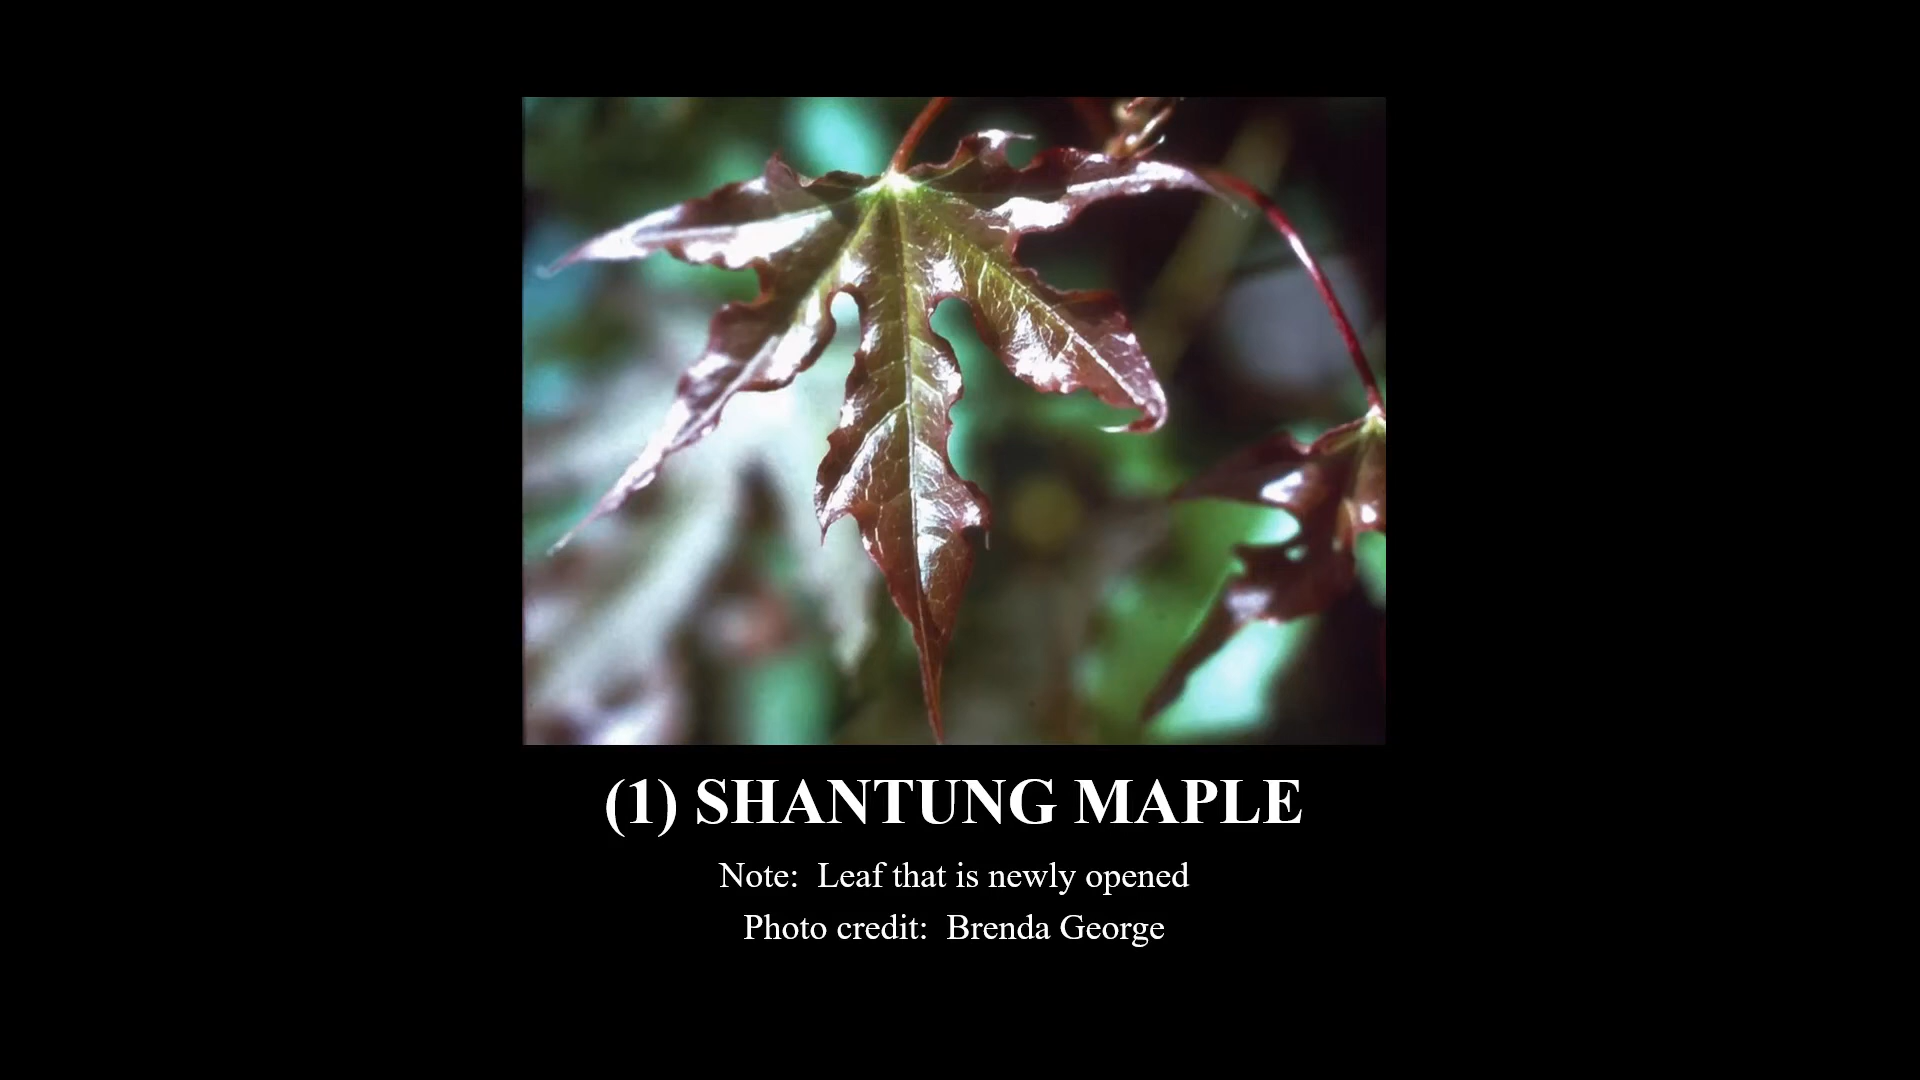 (1) SHANTUNG MAPLE
Note:  Leaf that is newly opened
Photo credit:  Brenda George